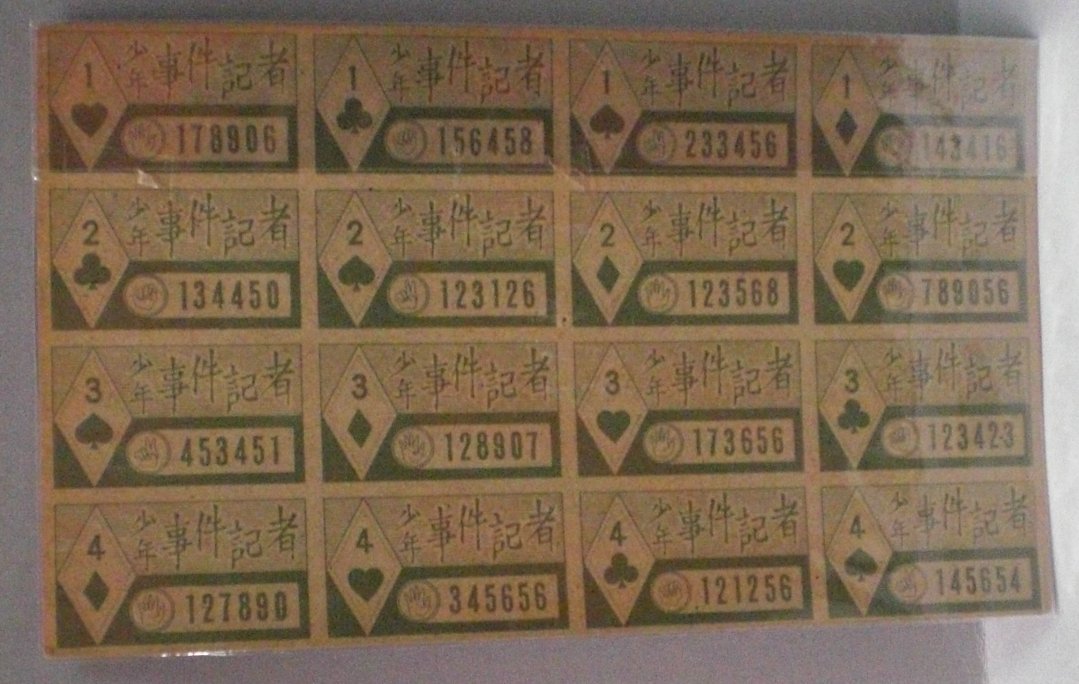 1 少年事件記者 178906
1 少年事件記者 156458
1 少年事件記者 233456
1 少年事件記者 143416
2 少年事件記者 134450
2 少年事件記者 123126
2 少年事件記者 123568
2 少年事件記者 789056
3 少年事件記者 453451
3 少年事件記者 128907
3 少年事件記者 173656
3 少年事件記者 123423
4 少年事件記者 127890
4 少年事件記者 345656
4 少年事件記者 121256
4 少年事件記者 145654